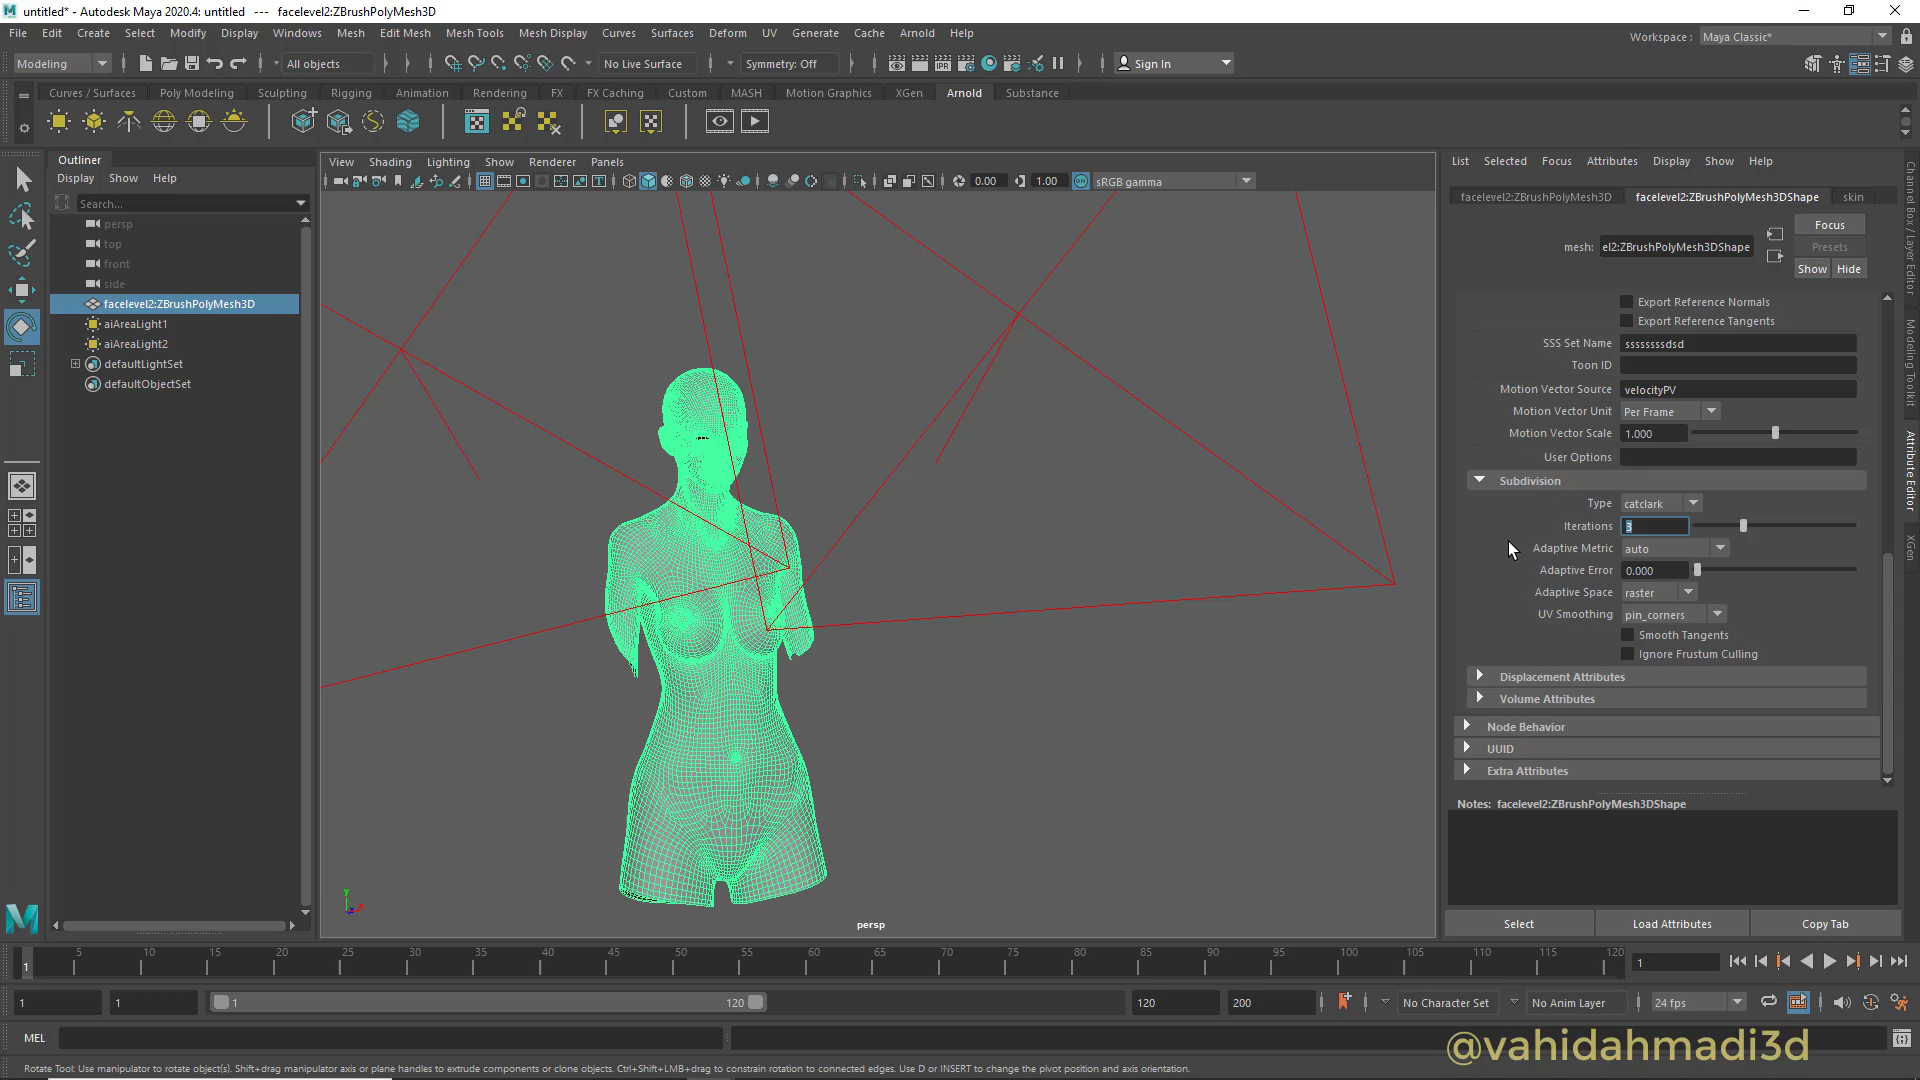 untitled* - Autodesk Maya 2020.4: untitled --- facelevel2:ZBrushPolyMesh3D
File Edit Create Select Modify Display Windows Mesh Edit Mesh Mesh Tools Mesh Display Curves Surfaces Deform UV Generate Cache Arnold Help
Workspace : Maya Classic*
Modeling All objects No Live Surface Symmetry: Off Sign In
Curves / Surfaces Poly Modeling Sculpting Rigging Animation Rendering FX FX Caching Custom MASH Motion Graphics XGen Arnold Substance
Outliner
Display Show Help
Search...
persp
top
front
side
facelevel2:ZBrushPolyMesh3D
aiAreaLight1
aiAreaLight2
defaultLightSet
defaultObjectSet
View Shading Lighting Show Renderer Panels
0.00 1.00 ON sRGB gamma
y
persp
List Selected Focus Attributes Display Show Help
facelevel2:ZBrushPolyMesh3D facelevel2:ZBrushPolyMesh3DShape skin
mesh: el2:ZBrushPolyMesh3DShape
Focus
Presets
Show Hide
Export Reference Normals
Export Reference Tangents
SSS Set Name ssssssssdsd
Toon ID
Motion Vector Source velocityPV
Motion Vector Unit Per Frame
Motion Vector Scale 1.000
User Options
Subdivision
Type catclark
Iterations 3
Adaptive Metric auto
Adaptive Error 0.000
Adaptive Space raster
UV Smoothing pin_corners
Smooth Tangents
Ignore Frustum Culling
Displacement Attributes
Volume Attributes
Node Behavior
UUID
Extra Attributes
Notes: facelevel2:ZBrushPolyMesh3DShape
Select Load Attributes Copy Tab
Channel Box / Layer Editor
Modeling Toolkit
Attribute Editor
XGen
1 5 10 15 20 25 30 35 40 45 50 55 60 65 70 75 80 85 90 95 100 105 110 115 120 1
1 1 1 120 120 200 No Character Set No Anim Layer 24 fps
MEL
@vahidahmadi3d
Rotate Tool: Use manipulator to rotate object(s). Shift+drag manipulator axis or plane handles to extrude components or clone objects. Ctrl+Shift+LMB+drag to constrain rotation to connected edges. Use D or INSERT to change the pivot position and axis orientation.